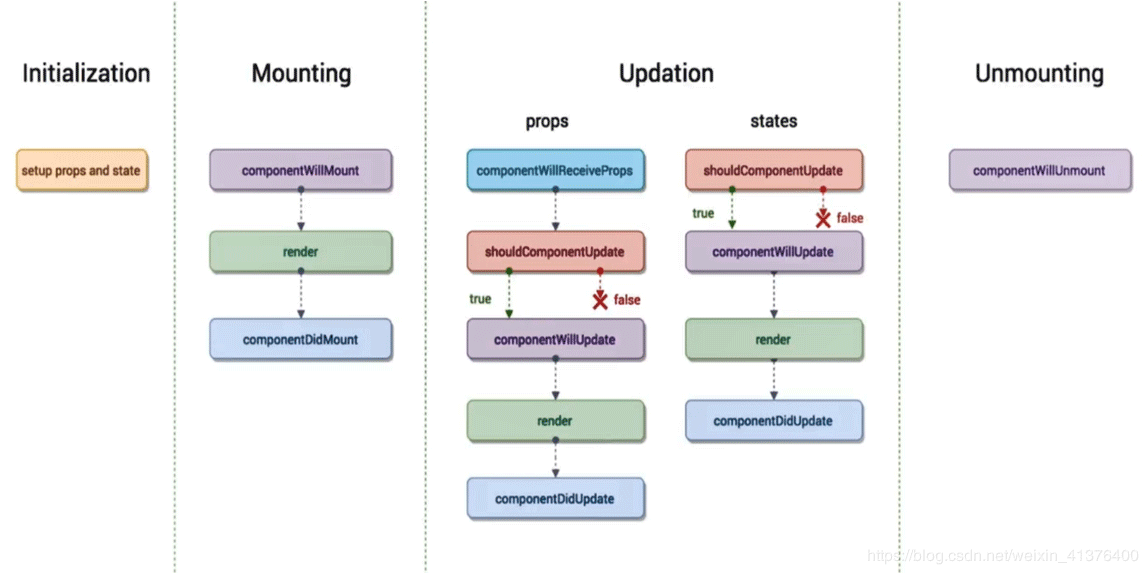 Initialization
setup props and state
Mounting
componentWillMount
render
componentDidMount
Updation
props
componentWillReceiveProps
shouldComponentUpdate
true
false
componentWillUpdate
render
componentDidUpdate
states
shouldComponentUpdate
true
false
componentWillUpdate
render
componentDidUpdate
Unmounting
componentWillUnmount
https://blog.csdn.net/weixin_41376400